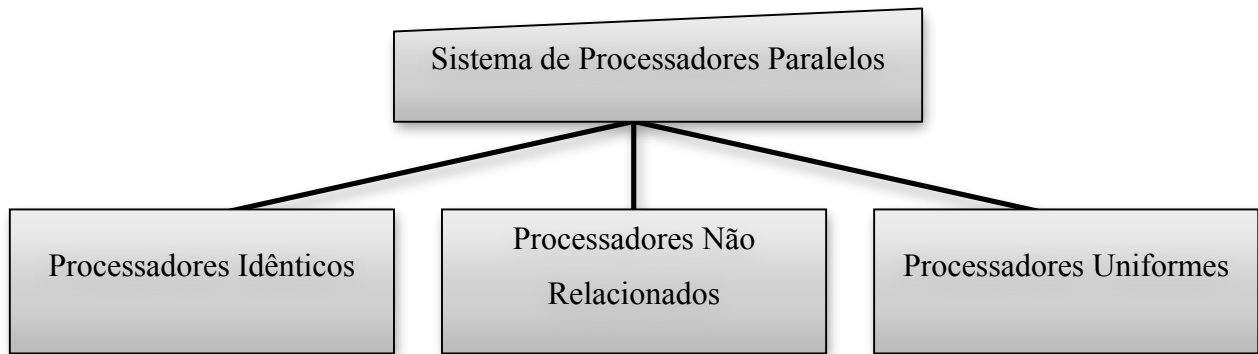 Sistema de Processadores Paralelos
Processadores Idênticos
Processadores Não
Relacionados
Processadores Uniformes